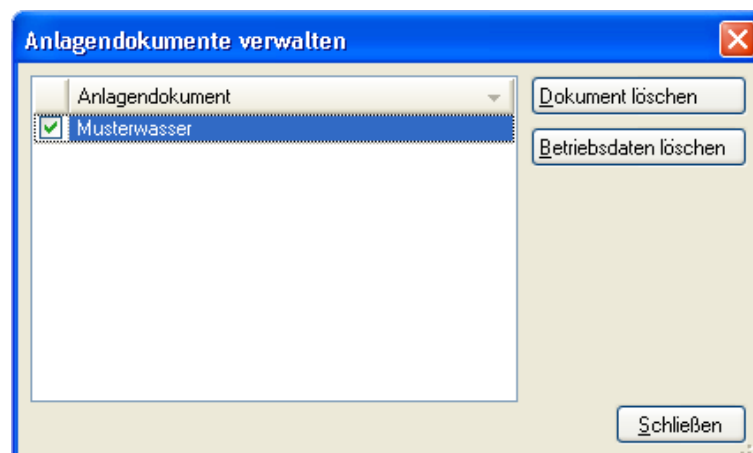 Anlagendokumente verwalten
Anlagendokument
Dokument löschen
Musterwasser
Betriebsdaten löschen
Schließen